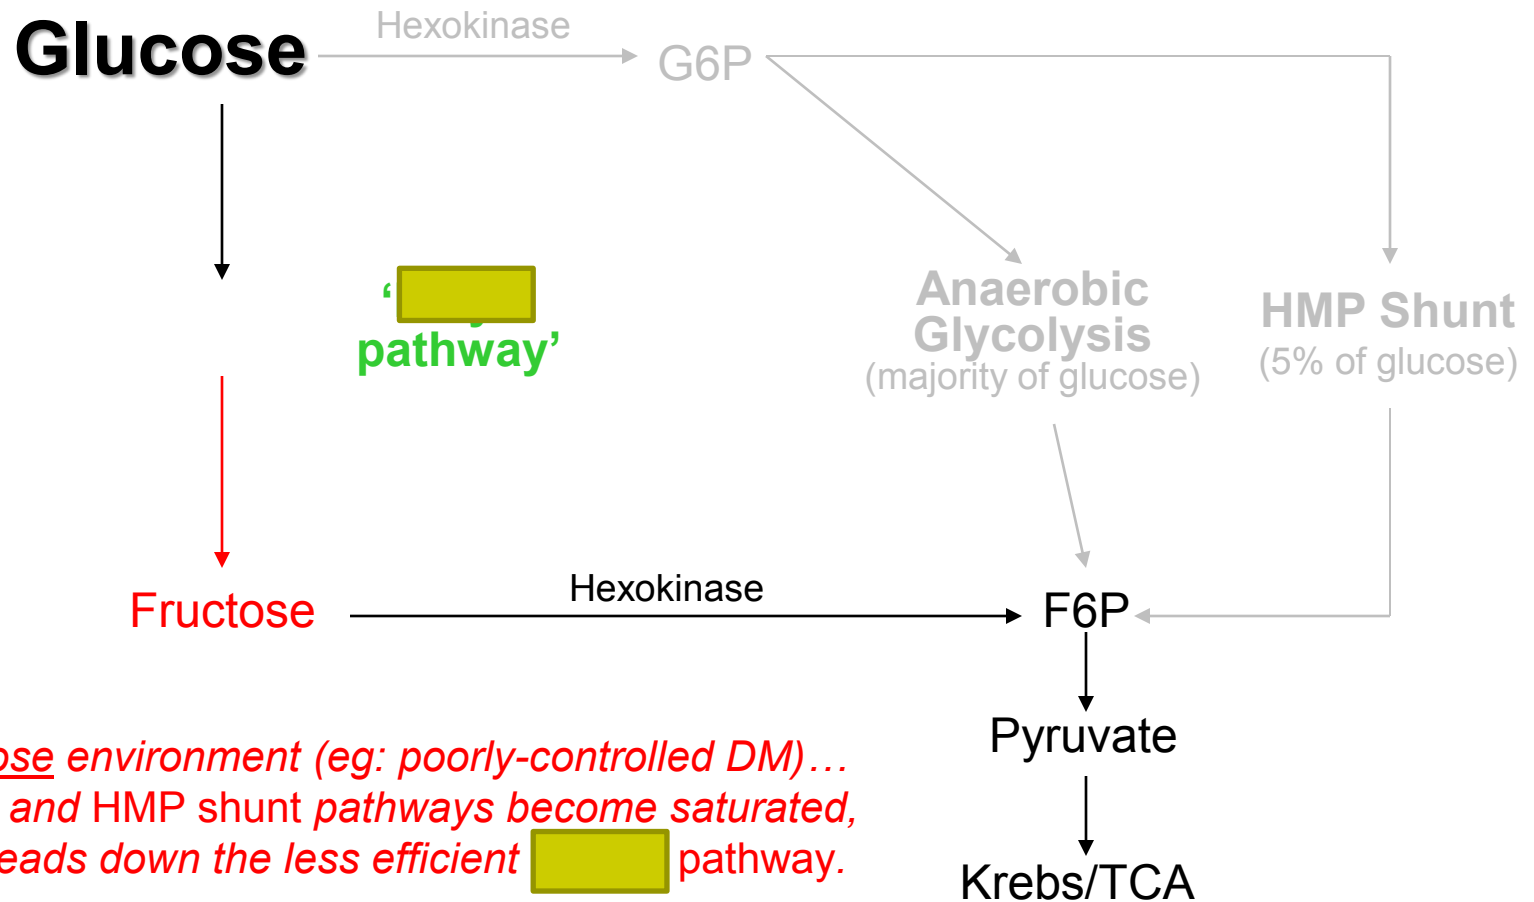 Glucose
Hexokinase
G6P
‘
pathway’
Anaerobic
Glycolysis
(majority of glucose)
HMP Shunt
(5% of glucose)
Fructose
Hexokinase
F6P
Pyruvate
Krebs/TCA
ose environment (eg: poorly-controlled DM)…
and HMP shunt pathways become saturated,
eads down the less efficient pathway.